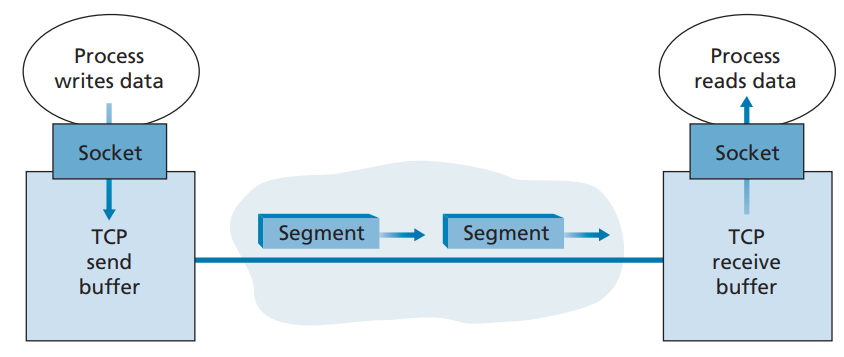 Process
writes data
Socket
TCP
send
buffer
Segment
Segment
Process
reads data
Socket
TCP
receive
buffer